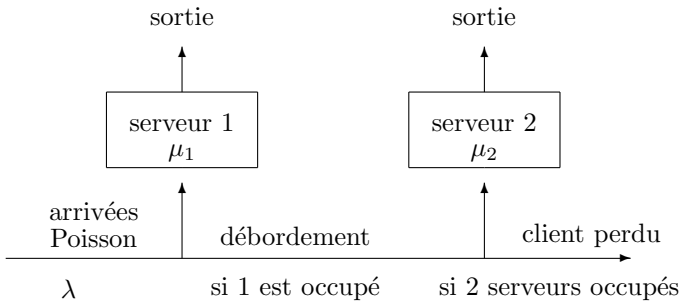 sortie
sortie
serveur 1
μ₁
serveur 2
μ₂
arrivées
Poisson
débordement
client perdu
λ
si 1 est occupé
si 2 serveurs occupés